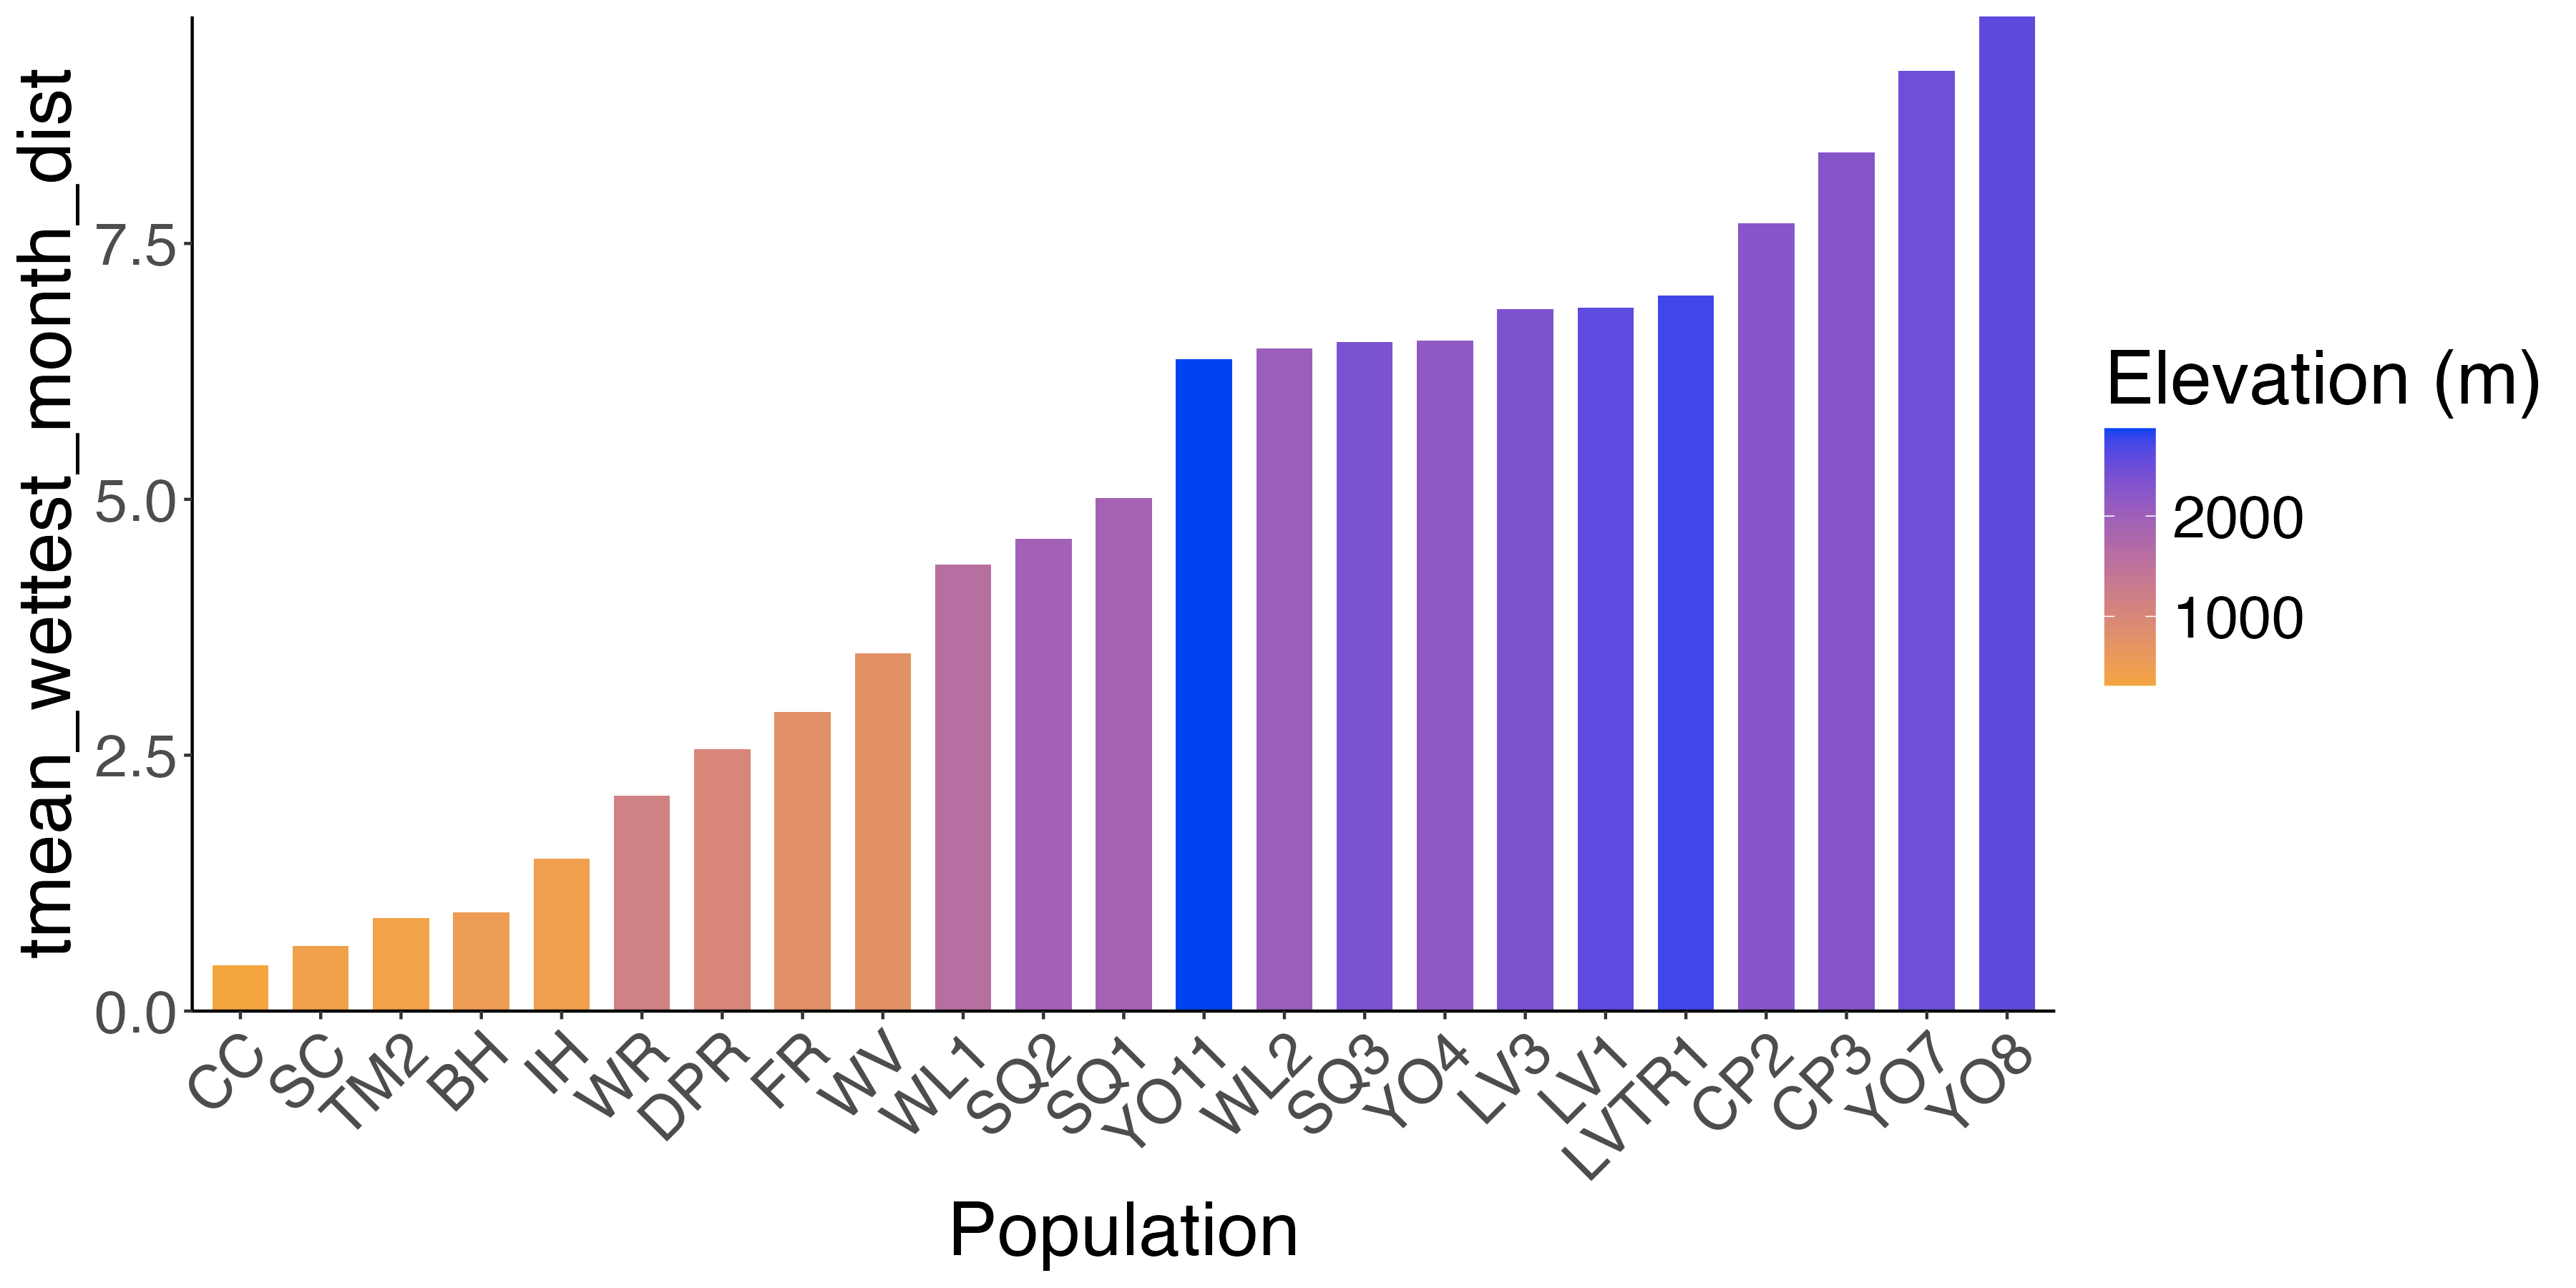 tmean_wettest_month_dist
7.5
5.0
2.5
0.0
CC
SC
TM2
BH
IH
WR
DPR
FR
WV
WL1
SQ2
SQ1
YO11
WL2
SQ3
YO4
LV3
LV1
LVTR1
CP2
CP3
YO7
YO8
Population
Elevation (m)
2000
1000